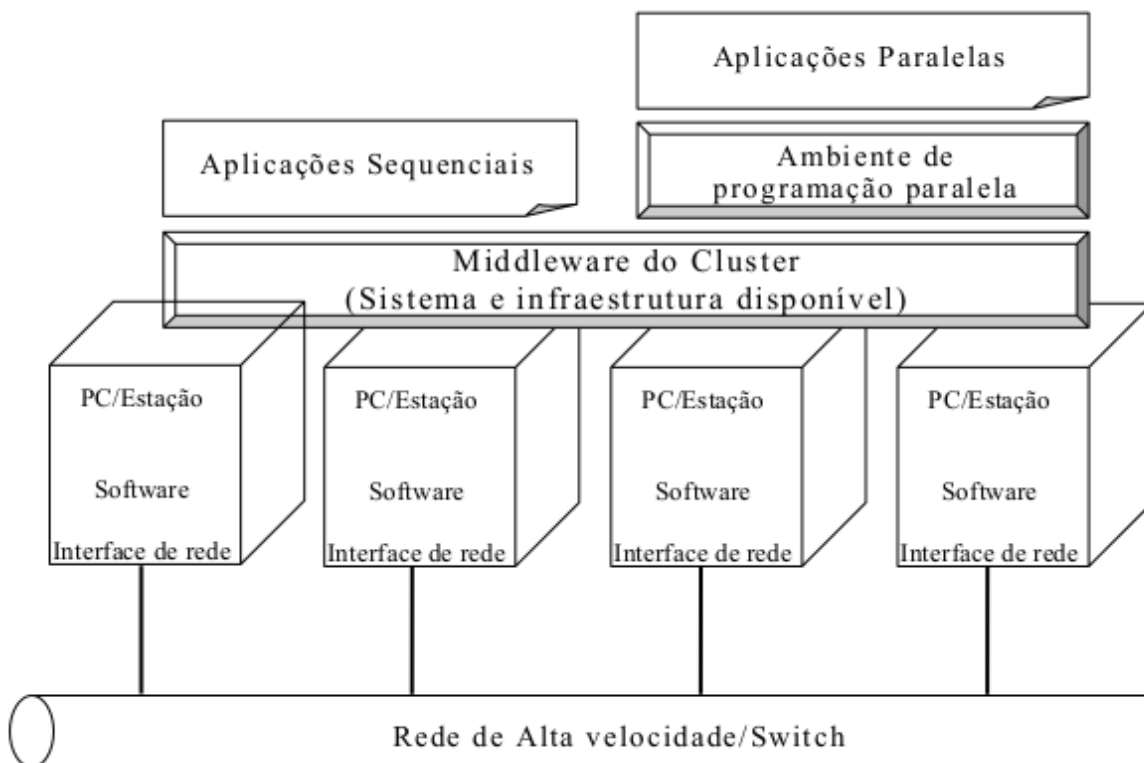 Aplicações Paralelas
Aplicações Sequenciais
Ambiente de
programação paralela
Middleware do Cluster
(Sistema e infraestrutura disponível)
PC/Estação
Software
Interface de rede
PC/Estação
Software
Interface de rede
PC/Estação
Software
Interface de rede
PC/Estação
Software
Interface de rede
Rede de Alta velocidade/Switch